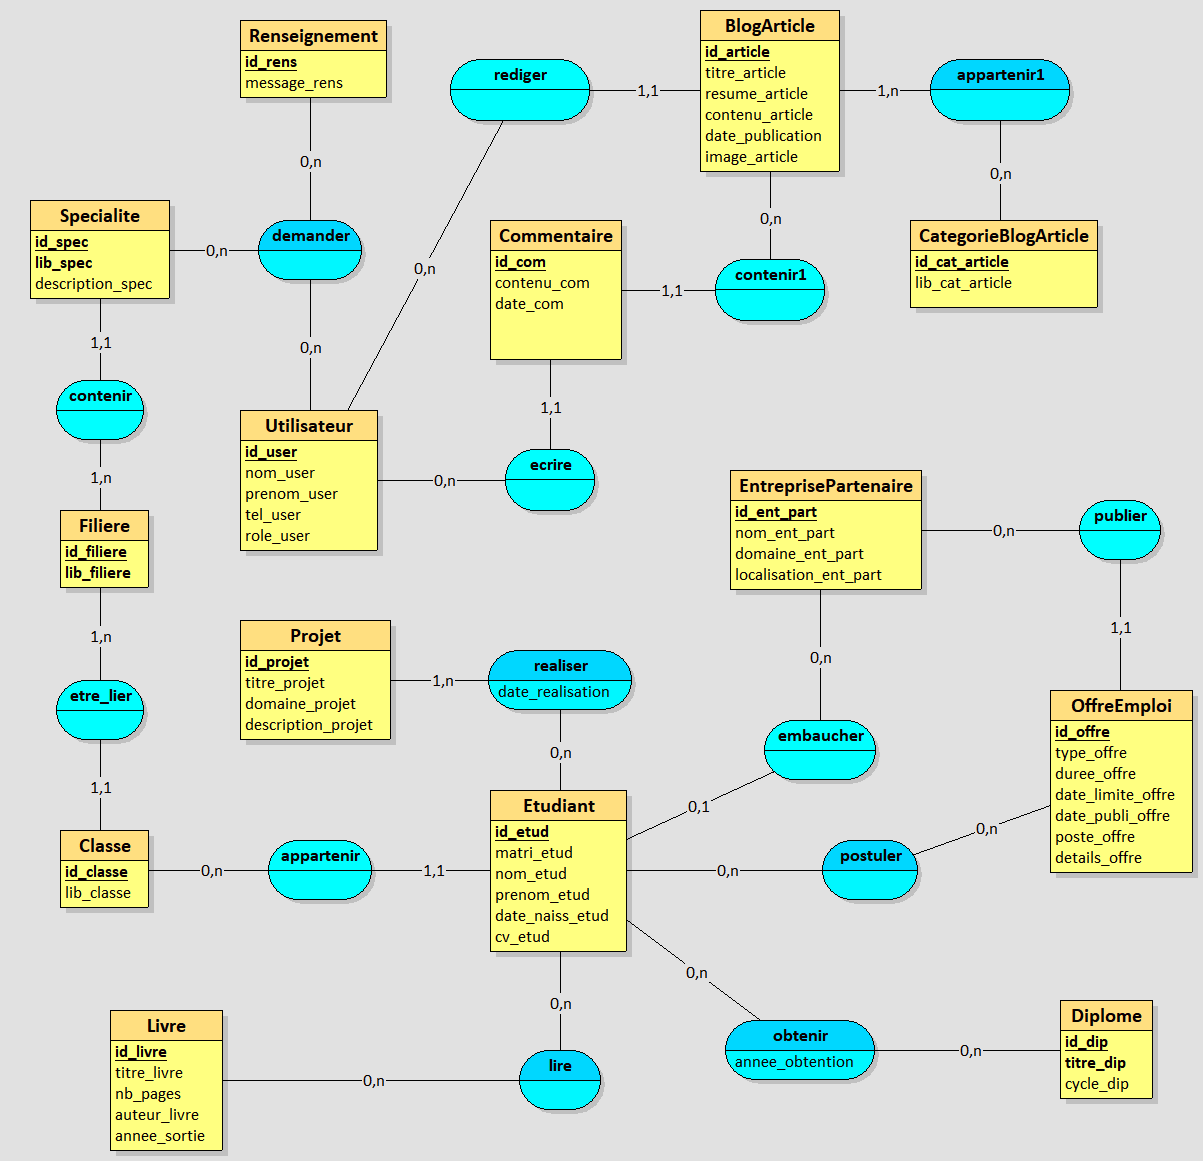 Renseignement
id_rens
message_rens
rediger
1,1
BlogArticle
id_article
titre_article
resume_article
contenu_article
date_publication
image_article
1,n
appartenir1
0,n
0,n
0,n
CategorieBlogArticle
id_cat_article
lib_cat_article
Specialite
id_spec
lib_spec
description_spec
0,n
demander
0,n
Commentaire
id_com
contenu_com
date_com
1,1
contenir1
0,n
1,1
contenir
1,n
1,1
Utilisateur
id_user
nom_user
prenom_user
tel_user
role_user
0,n
ecrire
Filiere
id_filiere
lib_filiere
EntreprisePartenaire
id_ent_part
nom_ent_part
domaine_ent_part
localisation_ent_part
0,n
publier
1,1
1,n
etre_lier
1,1
Projet
id_projet
titre_projet
domaine_projet
description_projet
1,n
realiser
date_realisation
0,n
0,n
embaucher
0,1
OffreEmploi
id_offre
type_offre
duree_offre
date_limite_offre
date_publi_offre
poste_offre
details_offre
Classe
id_classe
lib_classe
0,n
appartenir
1,1
Etudiant
id_etud
matri_etud
nom_etud
prenom_etud
date_naiss_etud
cv_etud
0,n
postuler
0,n
0,n
0,n
Livre
id_livre
titre_livre
nb_pages
auteur_livre
annee_sortie
0,n
lire
obtenir
annee_obtention
0,n
Diplome
id_dip
titre_dip
cycle_dip